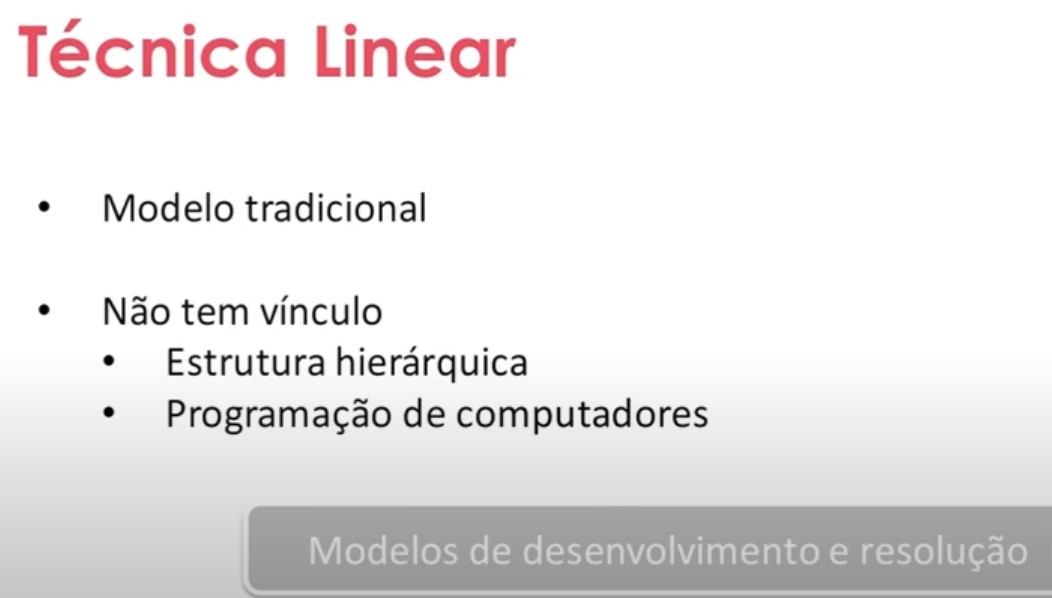 Técnica Linear
• Modelo tradicional
• Não tem vínculo
• Estrutura hierárquica
• Programação de computadores
Modelos de desenvolvimento e resolução